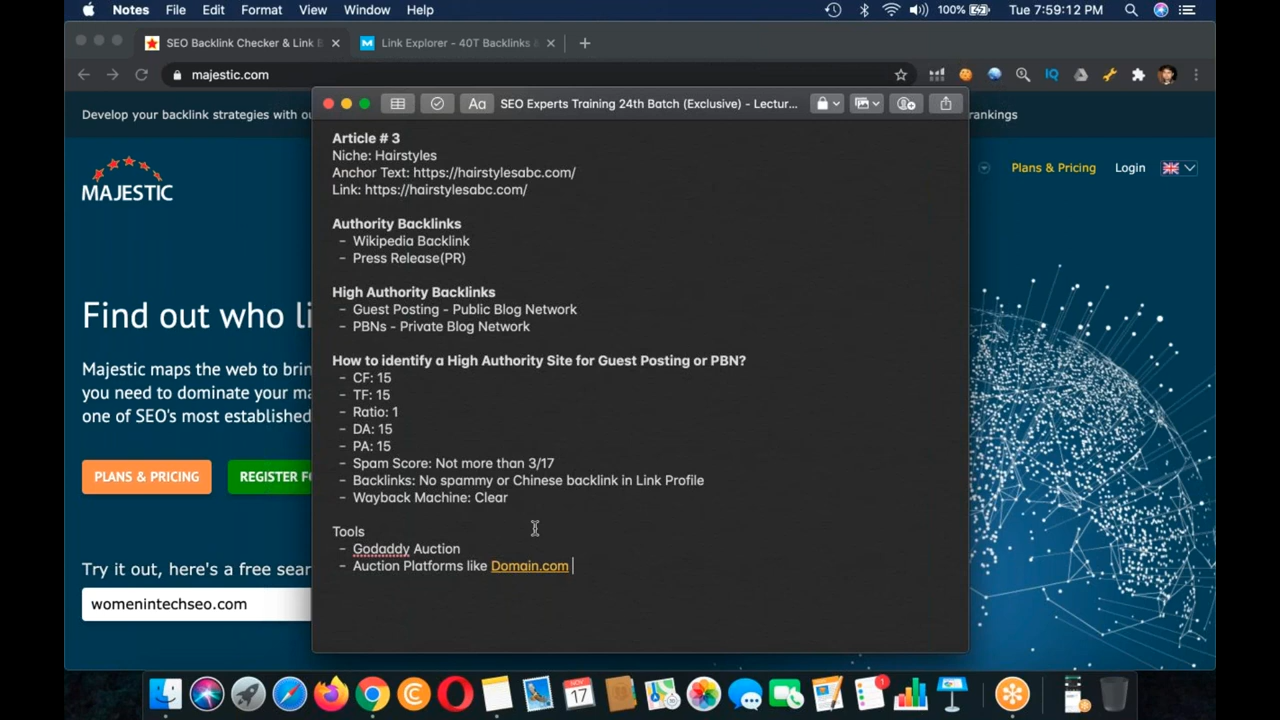 Notes File Edit Format View Window Help 100% Tue 7:59:12 PM
SEO Backlink Checker & Link Link Explorer - 40T Backlinks &
majestic.com
SEO Experts Training 24th Batch (Exclusive) - Lectur...
Develop your backlink strategies with rankings
MAJESTIC
Plans & Pricing Login
Article # 3
Niche: Hairstyles
Anchor Text: https://hairstylesabc.com/
Link: https://hairstylesabc.com/
Authority Backlinks
- Wikipedia Backlink
- Press Release(PR)
High Authority Backlinks
- Guest Posting - Public Blog Network
- PBNs - Private Blog Network
How to identify a High Authority Site for Guest Posting or PBN?
- CF: 15
- TF: 15
- Ratio: 1
- DA: 15
- PA: 15
- Spam Score: Not more than 3/17
- Backlinks: No spammy or Chinese backlink in Link Profile
- Wayback Machine: Clear
Tools
- Godaddy Auction
- Auction Platforms like Domain.com
Find out who li
Majestic maps the web to brin
you need to dominate your ma
one of SEO's most established
PLANS & PRICING REGISTER FO
Try it out, here's a free sear
womenintechseo.com
NOV 17
1